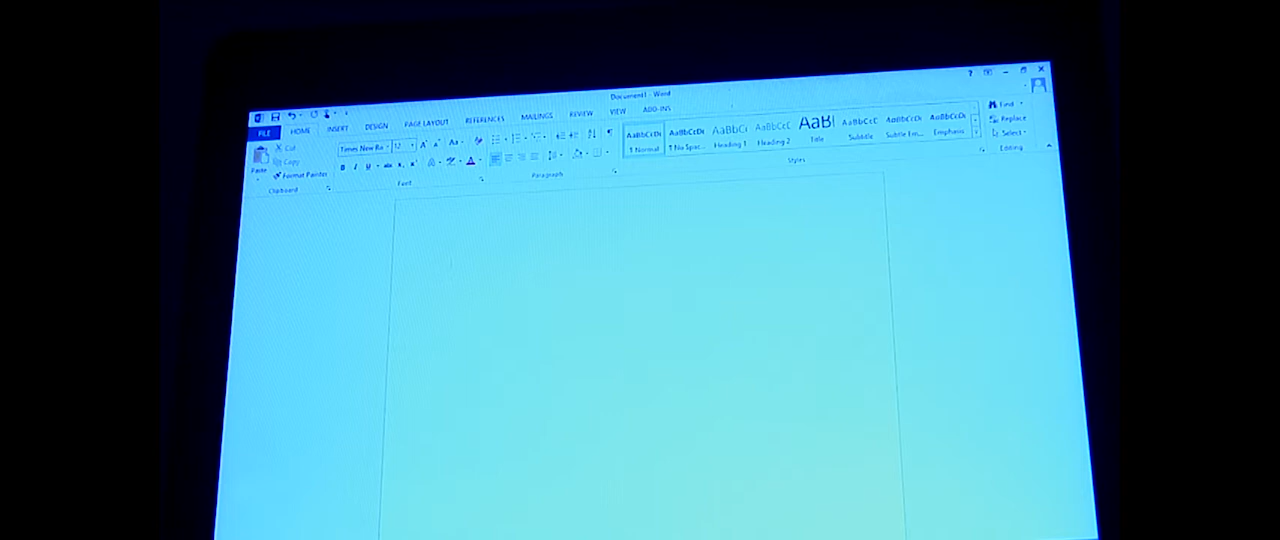 Document1 - Word
FILE HOME INSERT DESIGN PAGE LAYOUT REFERENCES MAILINGS REVIEW VIEW ADD-INS
Paste
Cut
Copy
Format Painter
Clipboard
Times New Ro 12
Font
Paragraph
AaBbCcDc AaBbCcDc AaBbCc AaBbCcC AaBl AaBbCcC AaBbCcDc AaBbCcDc
¶ Normal ¶ No Spac... Heading 1 Heading 2 Title Subtitle Subtle Em... Emphasis
Styles
Find
Replace
Select
Editing